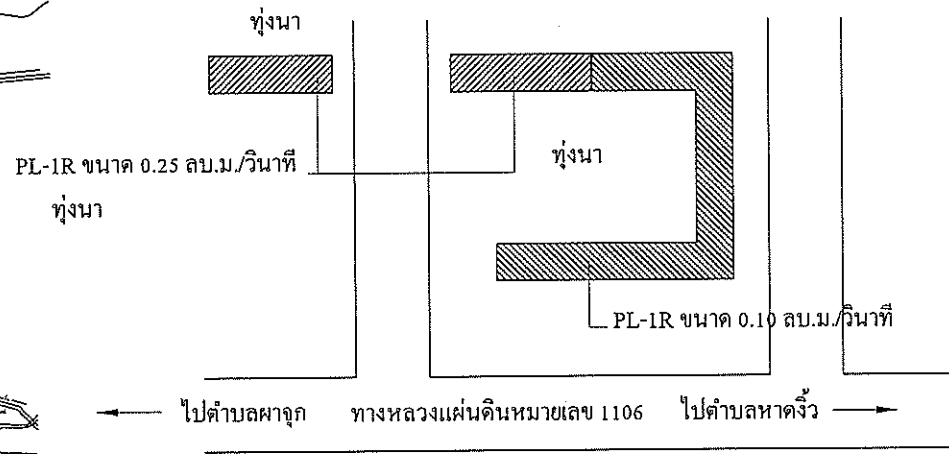 ทุ่งนา
PL-1R ขนาด 0.25 ลบ.ม./วินาที
ทุ่งนา
ทุ่งนา
PL-1R ขนาด 0.10 ลบ.ม./วินาที
ไปตำบลผาจุก ทางหลวงแผ่นดินหมายเลข 1106 ไปตำบลหาดงิ้ว